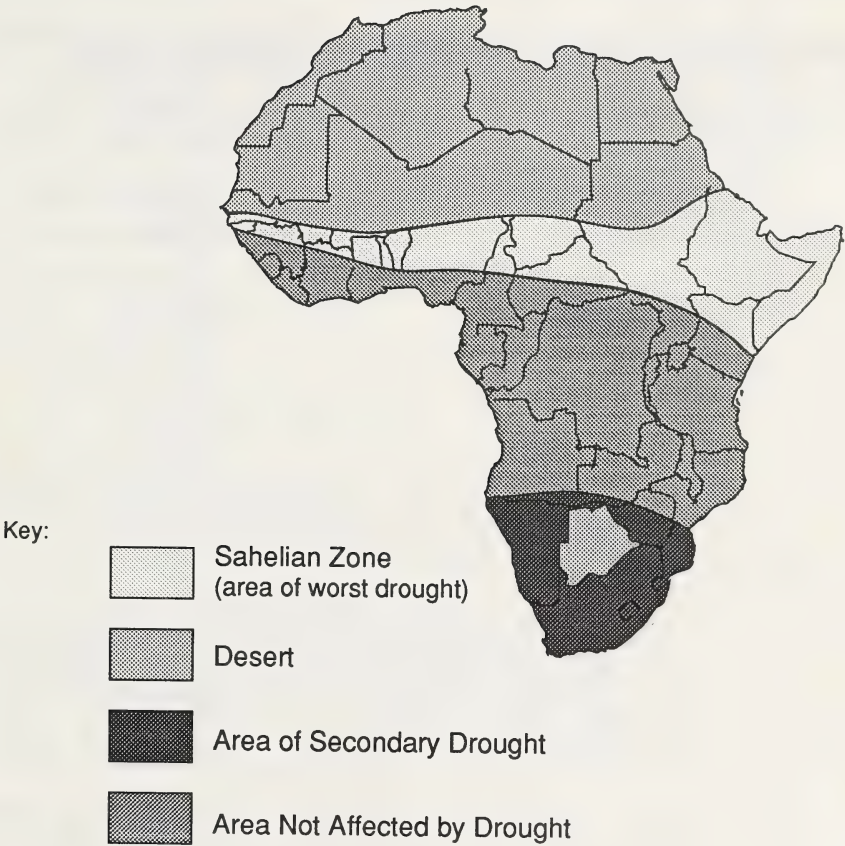 Key:
Sahelian Zone
(area of worst drought)
Desert
Area of Secondary Drought
Area Not Affected by Drought